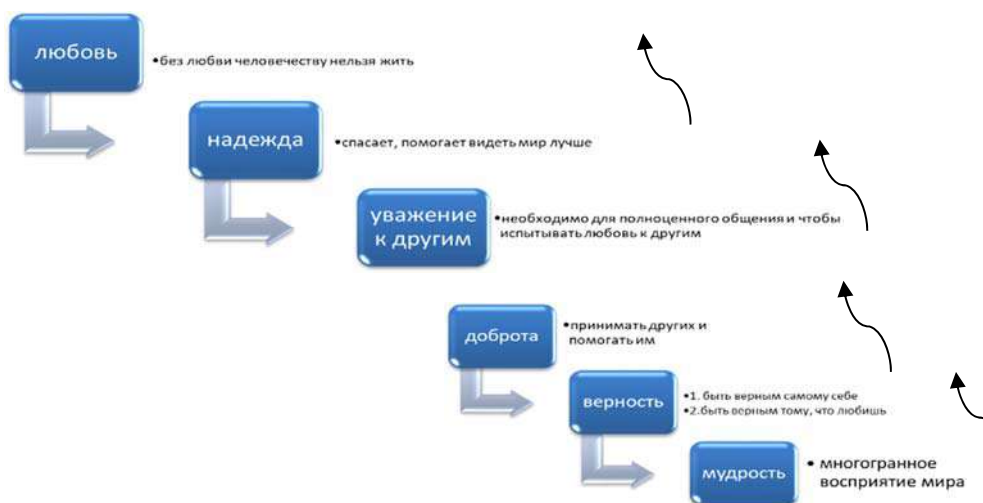 любовь
•без любви человечеству нельзя жить
надежда
•спасает, помогает видеть мир лучше
уважение
к другим
•необходимо для полноценного общения и чтобы
испытывать любовь к другим
доброта
•принимать других и
помогать им
верность
•1. быть верным самому себе
•2.быть верным тому, что любишь
мудрость
• многогранное
восприятие мира